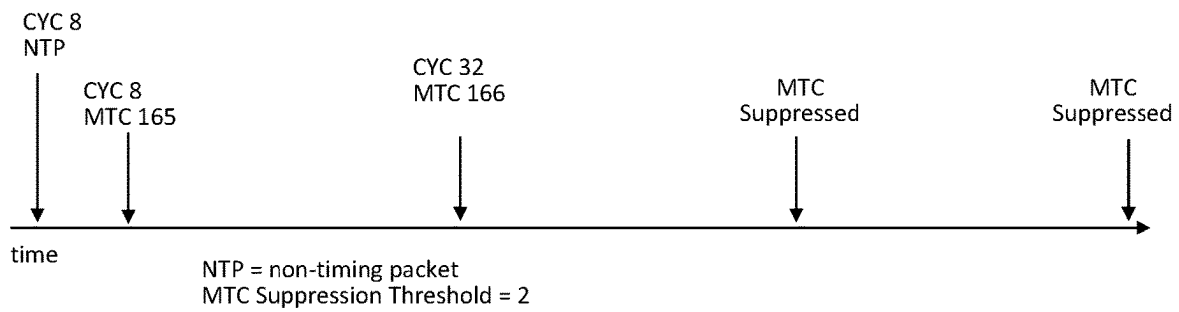 CYC 8
NTP
CYC 8
MTC 165
CYC 32
MTC 166
MTC
Suppressed
MTC
Suppressed
time
NTP = non-timing packet
MTC Suppression Threshold = 2